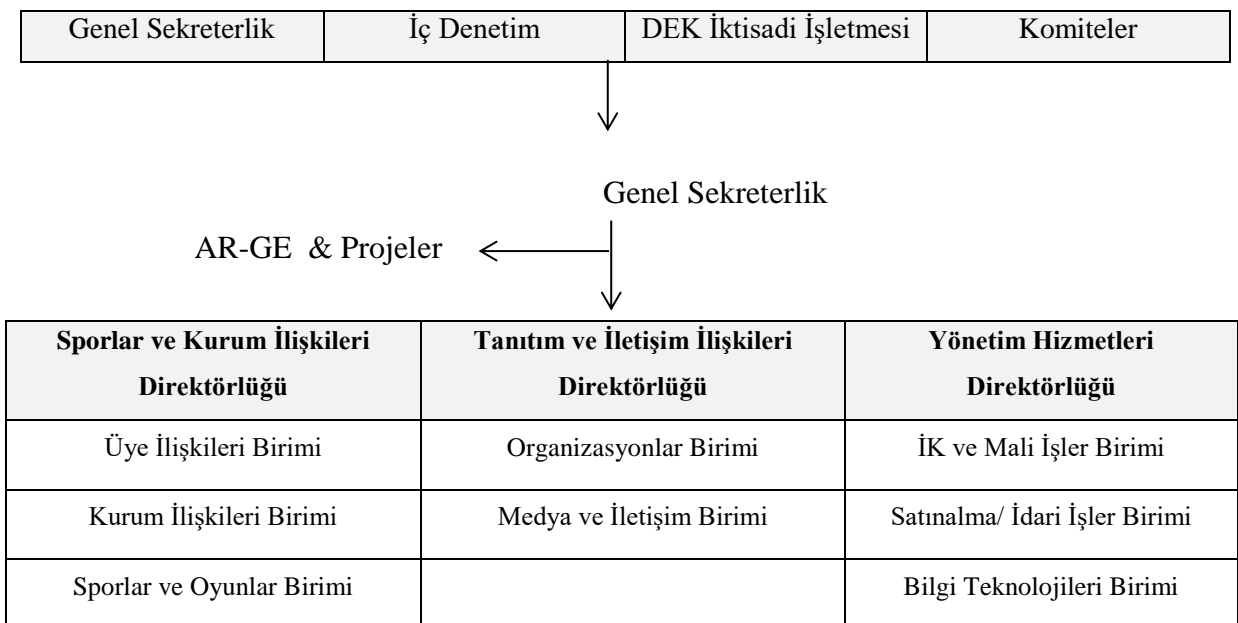 Genel Sekreterlik İç Denetim DEK İktisadi İşletmesi Komiteler
Genel Sekreterlik
AR-GE & Projeler
Sporlar ve Kurum İlişkileri Tanıtım ve İletişim İlişkileri Yönetim Hizmetleri
Direktörlüğü Direktörlüğü Direktörlüğü
Üye İlişkileri Birimi Organizasyonlar Birimi İK ve Mali İşler Birimi
Kurum İlişkileri Birimi Medya ve İletişim Birimi Satınalma/ İdari İşler Birimi
Sporlar ve Oyunlar Birimi Bilgi Teknolojileri Birimi